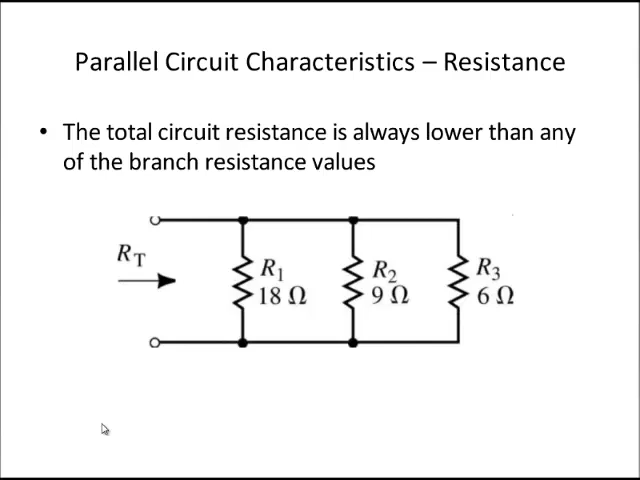 Parallel Circuit Characteristics – Resistance
• The total circuit resistance is always lower than any
of the branch resistance values
R_T
R₁
18 Ω
R₂
9 Ω
R₃
6 Ω